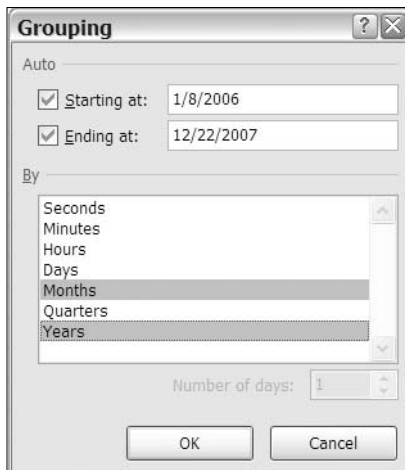 Grouping
Auto
Starting at: 1/8/2006
Ending at: 12/22/2007
By
Seconds
Minutes
Hours
Days
Months
Quarters
Years
Number of days: 1
OK Cancel